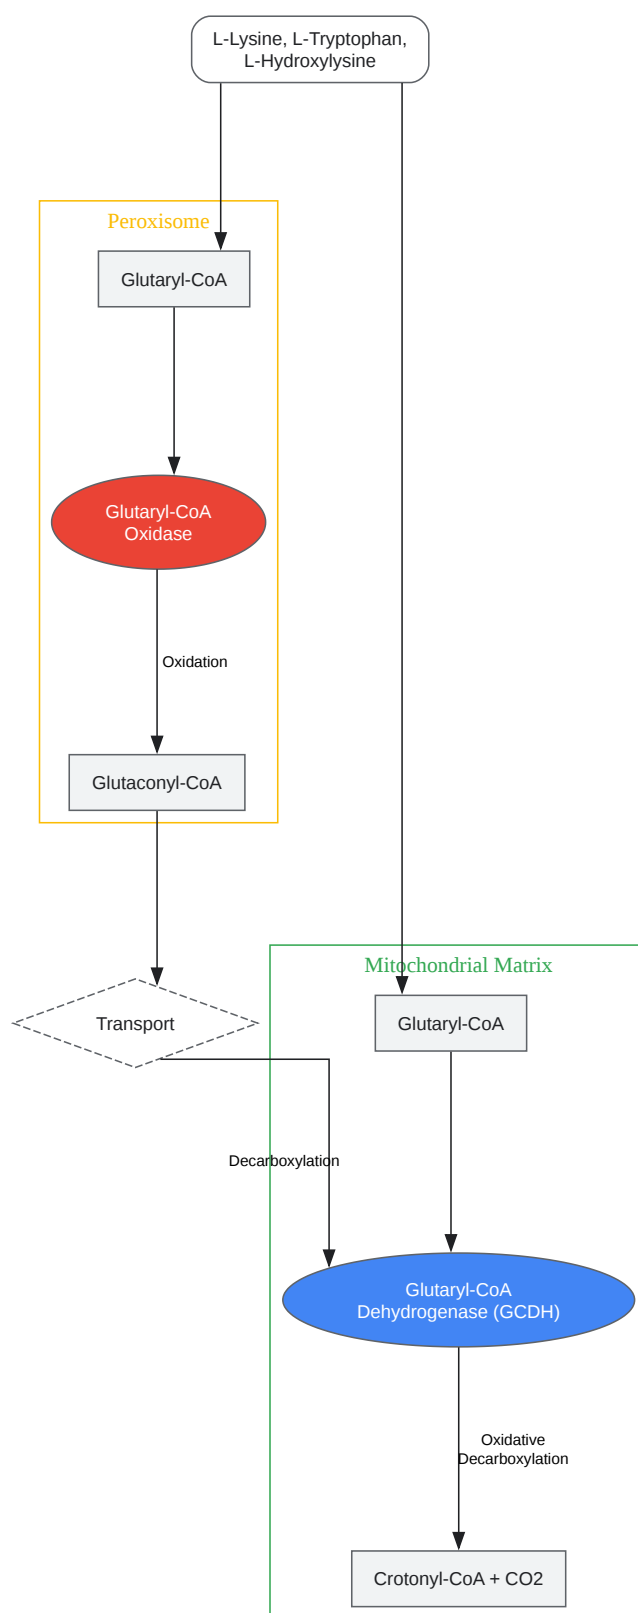 L-Lysine, L-Tryptophan,
L-Hydroxylysine
Peroxisome
Glutaryl-CoA
Glutaryl-CoA
Oxidase
Oxidation
Glutaconyl-CoA
Mitochondrial Matrix
Transport
Glutaryl-CoA
Decarboxylation
Glutaryl-CoA
Dehydrogenase (GCDH)
Oxidative
Decarboxylation
Crotonyl-CoA + CO2